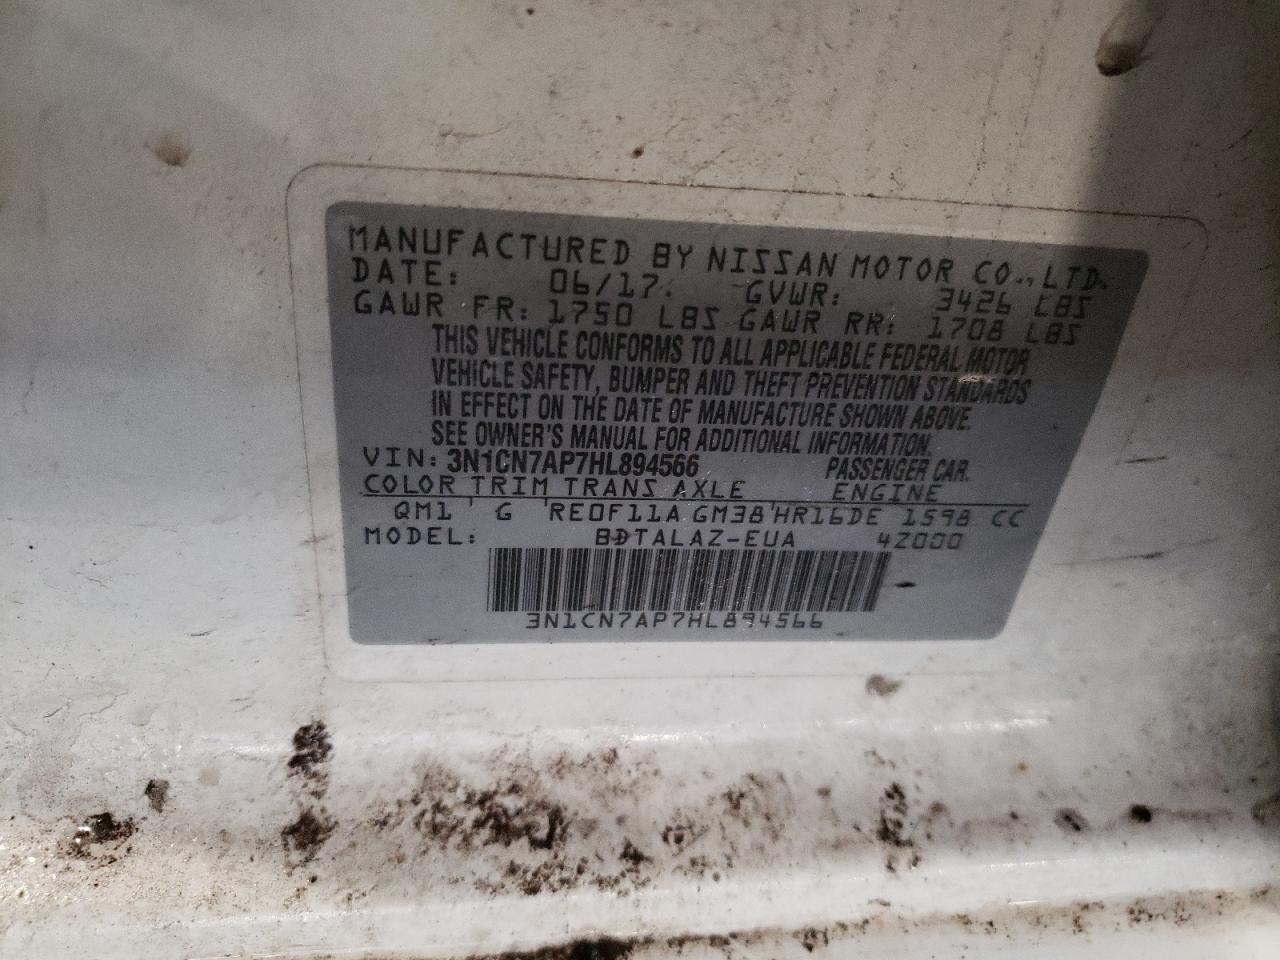 MANUFACTURED BY NISSAN MOTOR CO., LTD.
DATE: 06/17. GVWR: 3426 LBS
GAWR FR: 1750 LBS GAWR RR: 1708 LBS
THIS VEHICLE CONFORMS TO ALL APPLICABLE FEDERAL MOTOR
VEHICLE SAFETY, BUMPER AND THEFT PREVENTION STANDARDS
IN EFFECT ON THE DATE OF MANUFACTURE SHOWN ABOVE.
SEE OWNER'S MANUAL FOR ADDITIONAL INFORMATION.
VIN: 3N1CN7AP7HL894566 PASSENGER CAR.
COLOR TRIM TRANS AXLE ENGINE
QM1 G RE0F11A GM38 HR16DE 1598 CC
MODEL: BDTALAZ-EUA 4Z000
3N1CN7AP7HL894566